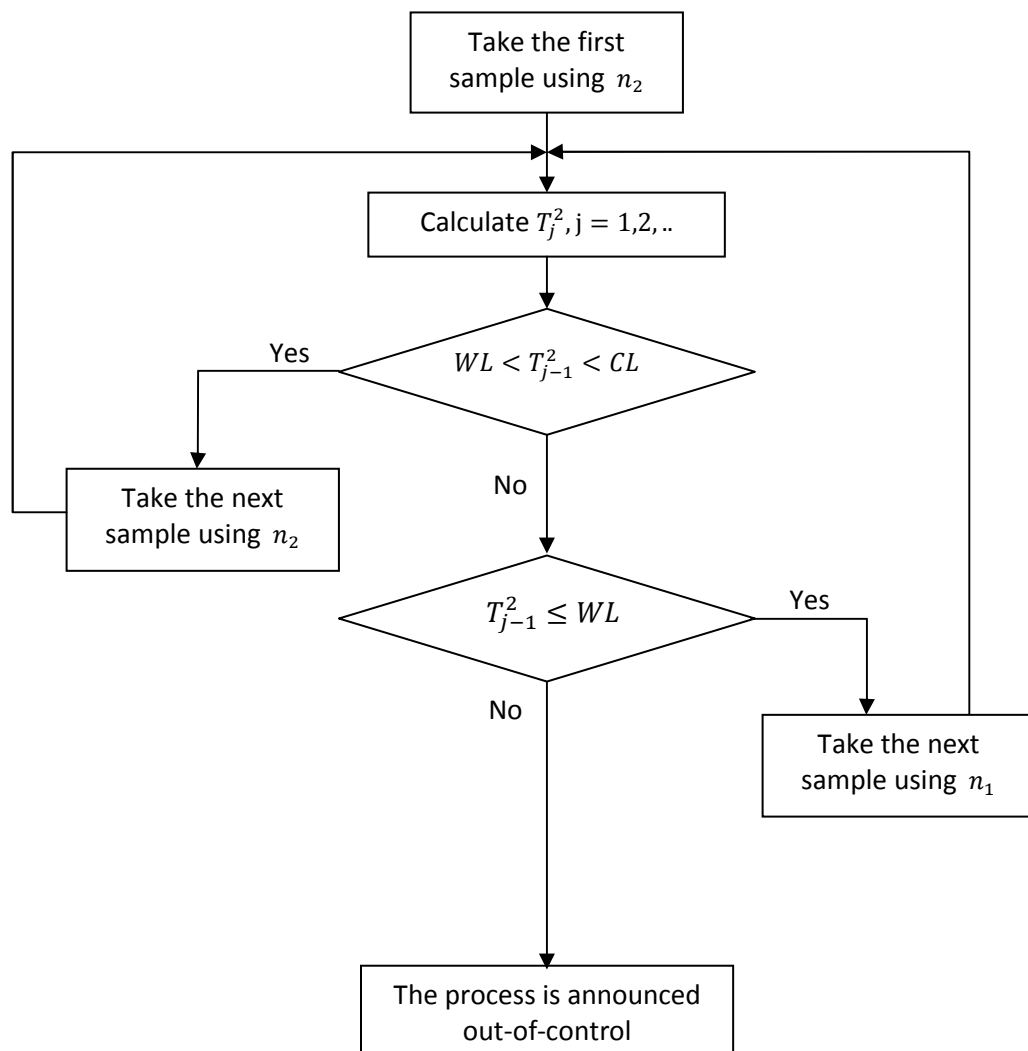 Take the first
sample using n₂
Calculate T²ⱼ, j = 1,2, ..
Yes
WL < T²ⱼ₋₁ < CL
Take the next
sample using n₂
No
T²ⱼ₋₁ ≤ WL
Yes
No
Take the next
sample using n₁
The process is announced
out-of-control